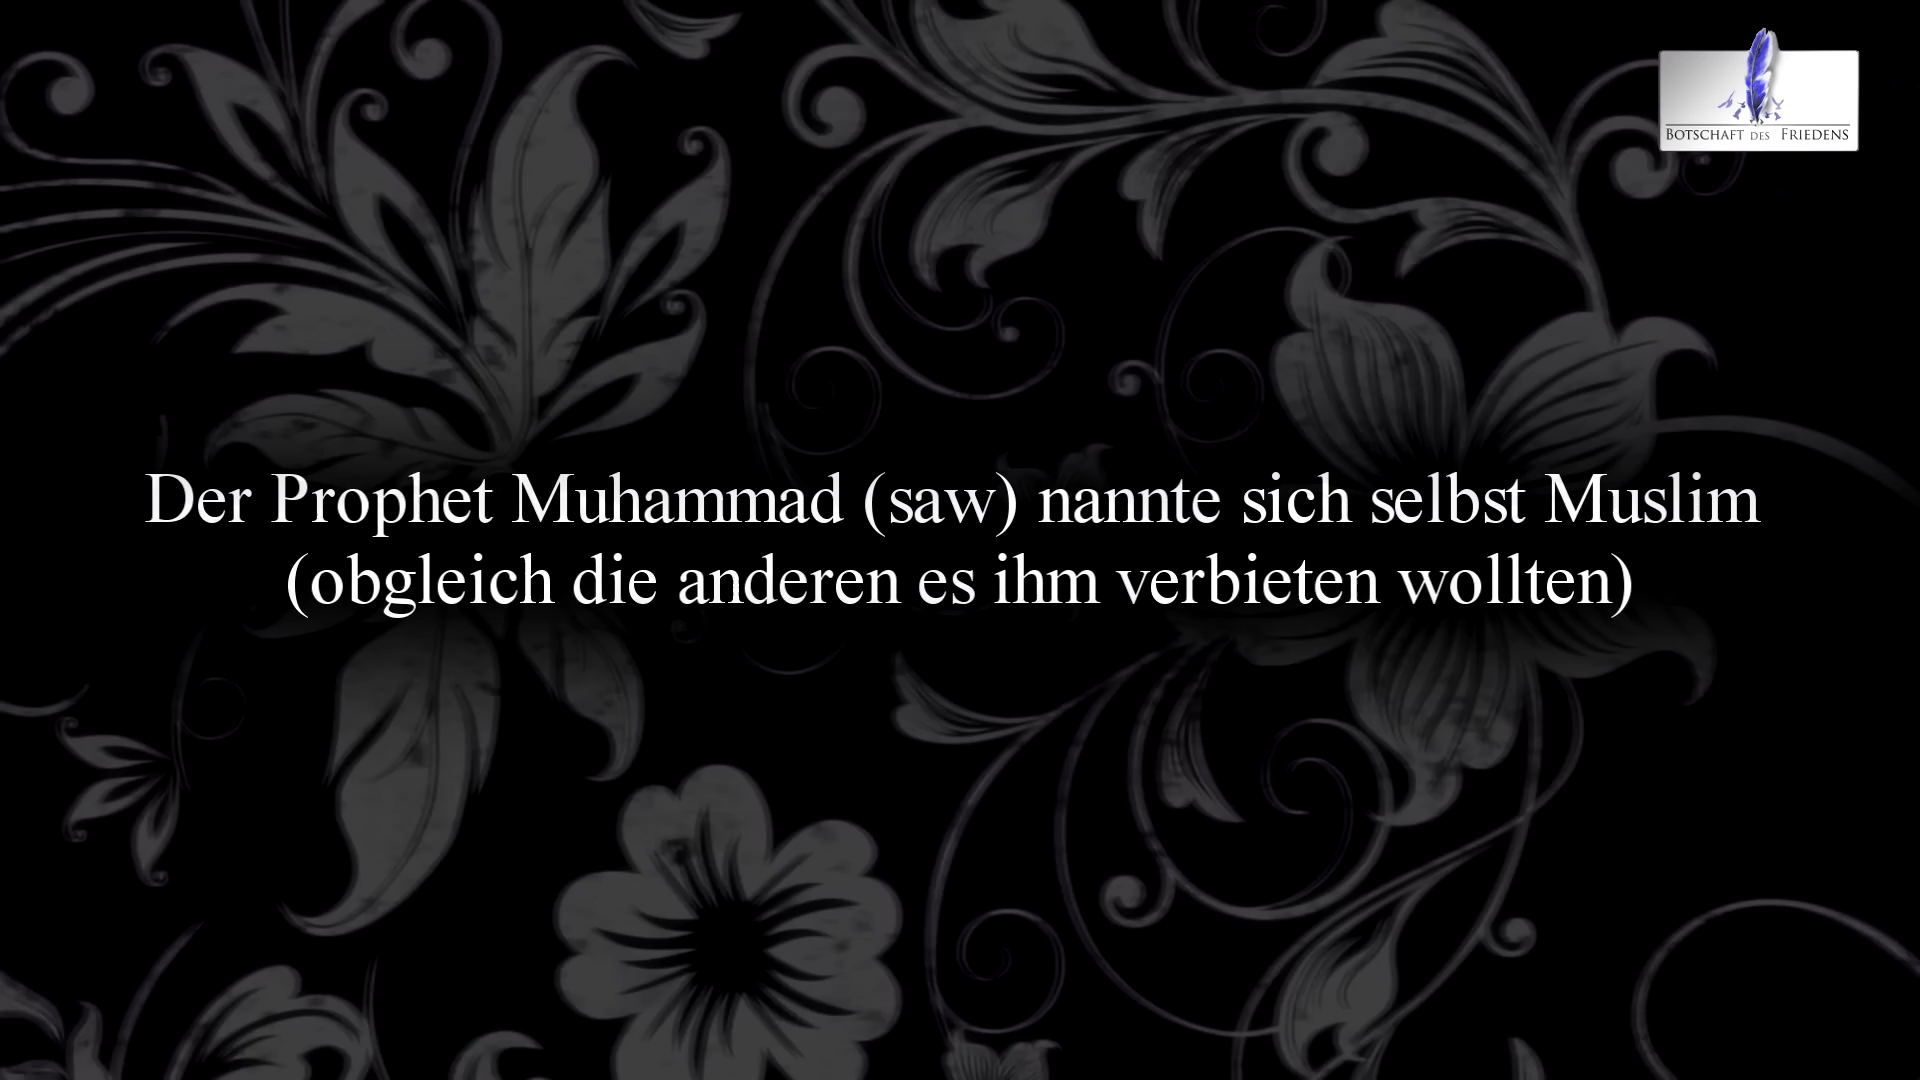 BOTSCHAFT DES FRIEDENS
Der Prophet Muhammad (saw) nannte sich selbst Muslim
(obgleich die anderen es ihm verbieten wollten)